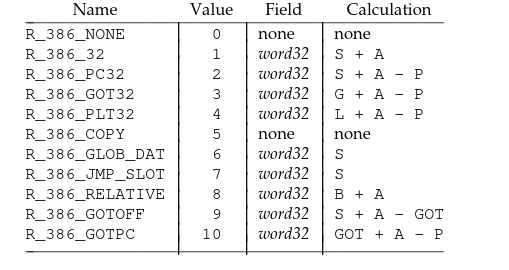 Name Value Field Calculation
R_386_NONE 0 none none
R_386_32 1 word32 S + A
R_386_PC32 2 word32 S + A − P
R_386_GOT32 3 word32 G + A − P
R_386_PLT32 4 word32 L + A − P
R_386_COPY 5 none none
R_386_GLOB_DAT 6 word32 S
R_386_JMP_SLOT 7 word32 S
R_386_RELATIVE 8 word32 B + A
R_386_GOTOFF 9 word32 S + A − GOT
R_386_GOTPC 10 word32 GOT + A − P